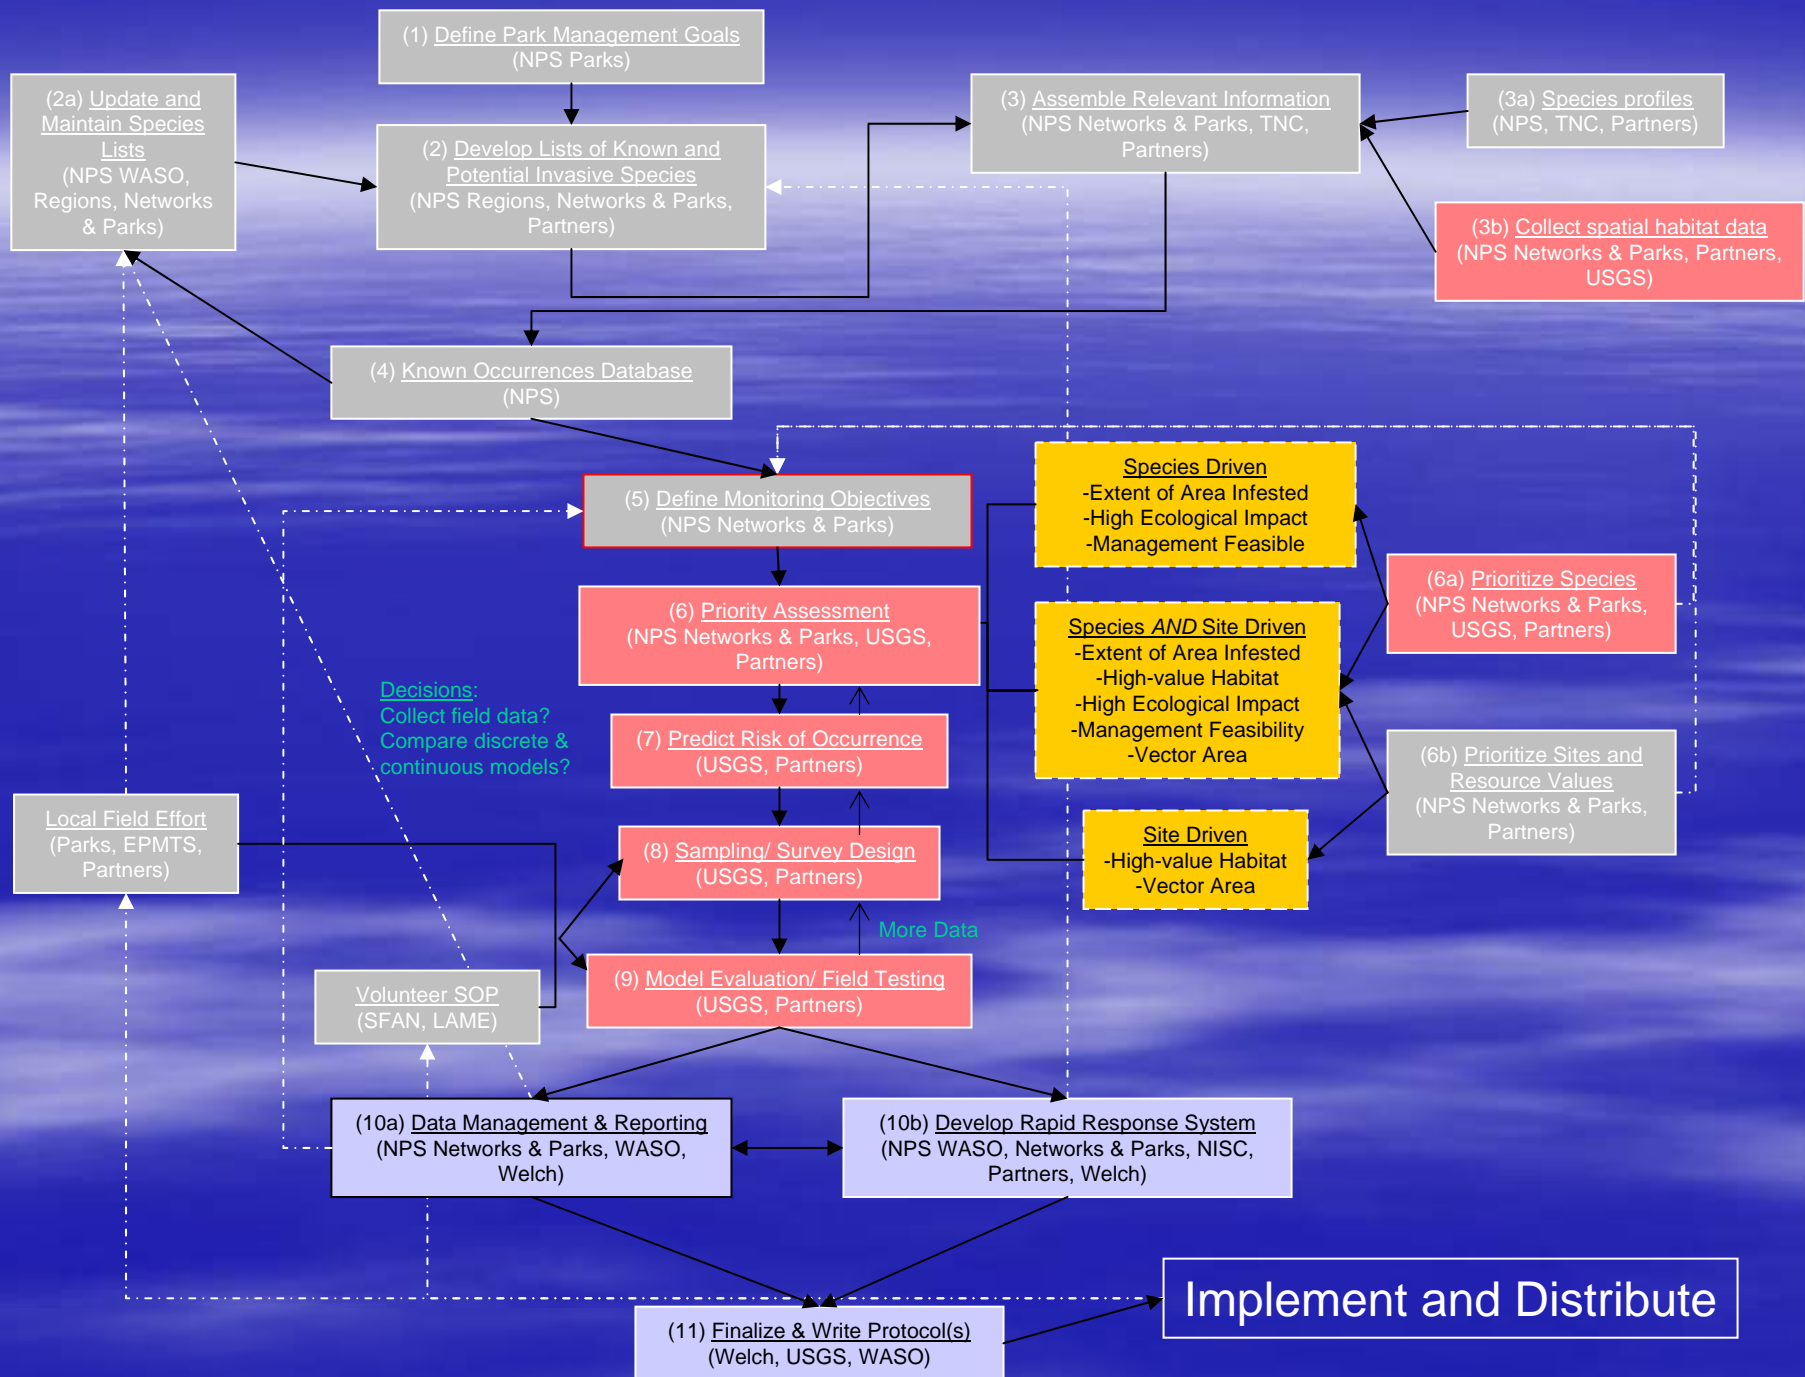 (1) Define Park Management Goals
(NPS Parks)
(2a) Update and
Maintain Species
Lists
(NPS WASO,
Regions, Networks
& Parks)
(2) Develop Lists of Known and
Potential Invasive Species
(NPS Regions, Networks & Parks,
Partners)
(3) Assemble Relevant Information
(NPS Networks & Parks, TNC,
Partners)
(3a) Species profiles
(NPS, TNC, Partners)
(3b) Collect spatial habitat data
(NPS Networks & Parks, Partners,
USGS)
(4) Known Occurrences Database
(NPS)
(5) Define Monitoring Objectives
(NPS Networks & Parks)
Species Driven
-Extent of Area Infested
-High Ecological Impact
-Management Feasible
(6) Priority Assessment
(NPS Networks & Parks, USGS,
Partners)
Species AND Site Driven
-Extent of Area Infested
-High-value Habitat
-High Ecological Impact
-Management Feasibility
-Vector Area
(6a) Prioritize Species
(NPS Networks & Parks,
USGS, Partners)
Decisions:
Collect field data?
Compare discrete &
continuous models?
(7) Predict Risk of Occurrence
(USGS, Partners)
(6b) Prioritize Sites and
Resource Values
(NPS Networks & Parks,
Partners)
Local Field Effort
(Parks, EPMTS,
Partners)
(8) Sampling/ Survey Design
(USGS, Partners)
Site Driven
-High-value Habitat
-Vector Area
More Data
(9) Model Evaluation/ Field Testing
(USGS, Partners)
Volunteer SOP
(SFAN, LAME)
(10a) Data Management & Reporting
(NPS Networks & Parks, WASO,
Welch)
(10b) Develop Rapid Response System
(NPS WASO, Networks & Parks, NISC,
Partners, Welch)
Implement and Distribute
(11) Finalize & Write Protocol(s)
(Welch, USGS, WASO)